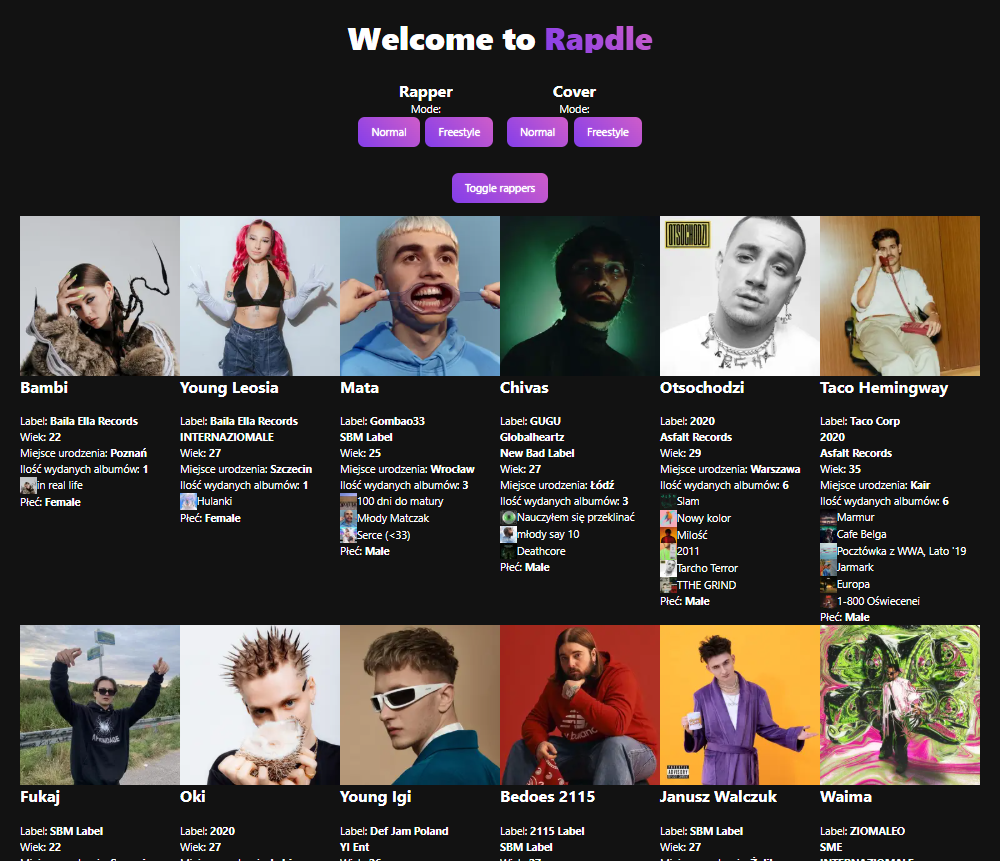 Welcome to Rapdle
Rapper
Mode:
Normal
Freestyle
Cover
Mode:
Normal
Freestyle
Toggle rappers
Bambi
Label: Baila Ella Records
Wiek: 22
Miejsce urodzenia: Poznań
Ilość wydanych albumów: 1
in real life
Płeć: Female
Young Leosia
Label: Baila Ella Records
INTERNAZIOMALE
Wiek: 27
Miejsce urodzenia: Szczecin
Ilość wydanych albumów: 1
Hulanki
Płeć: Female
Mata
Label: Gombao33
SBM Label
Wiek: 25
Miejsce urodzenia: Wrocław
Ilość wydanych albumów: 3
100 dni do matury
Młody Matczak
Serce (<33)
Płeć: Male
Chivas
Label: GUGU
Globalheartz
New Bad Label
Wiek: 27
Miejsce urodzenia: Łódź
Ilość wydanych albumów: 3
Nauczyłem się przeklinać
młody say 10
Deathcore
Płeć: Male
OTSOCHODZI
Otsochodzi
Label: 2020
Asfalt Records
Wiek: 29
Miejsce urodzenia: Warszawa
Ilość wydanych albumów: 6
Slam
Nowy kolor
Miłość
2011
Tarcho Terror
TTHE GRIND
Płeć: Male
Taco Hemingway
Label: Taco Corp
2020
Asfalt Records
Wiek: 35
Miejsce urodzenia: Kair
Ilość wydanych albumów: 6
Marmur
Cafe Belga
Pocztówka z WWA, Lato '19
Jarmark
Europa
1-800 Oświecenei
Płeć: Male
Fukaj
Label: SBM Label
Wiek: 22
Oki
Label: 2020
Wiek: 27
Young Igi
Label: Def Jam Poland
YI Ent
Bedoes 2115
Label: 2115 Label
SBM Label
Janusz Walczuk
Label: SBM Label
Wiek: 27
Waima
Label: ZIOMALEO
SME